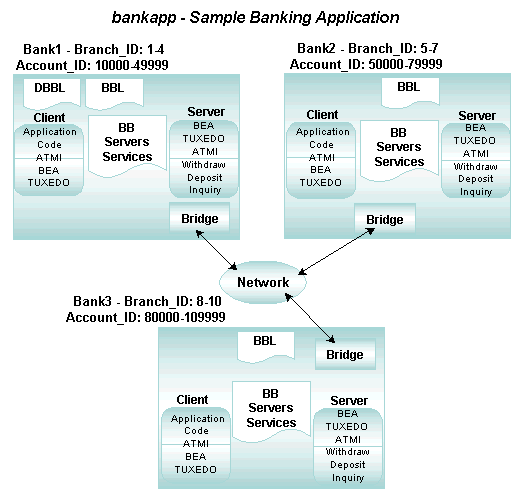 bankapp - Sample Banking Application
Bank1 - Branch_ID: 1-4
Account_ID: 10000-49999
DBBL
BBL
Client
Application
Code
ATMI
BEA
TUXEDO
BB
Servers
Services
Server
BEA
TUXEDO
ATMI
Withdraw
Deposit
Inquiry
Bridge
Bank2 - Branch_ID: 5-7
Account_ID: 50000-79999
BBL
Client
Application
Code
ATMI
BEA
TUXEDO
BB
Servers
Services
Server
BEA
TUXEDO
ATMI
Withdraw
Deposit
Inquiry
Bridge
Network
Bank3 - Branch_ID: 8-10
Account_ID: 80000-109999
BBL
Bridge
Client
Application
Code
ATMI
BEA
TUXEDO
BB
Servers
Services
Server
BEA
TUXEDO
ATMI
Withdraw
Deposit
Inquiry